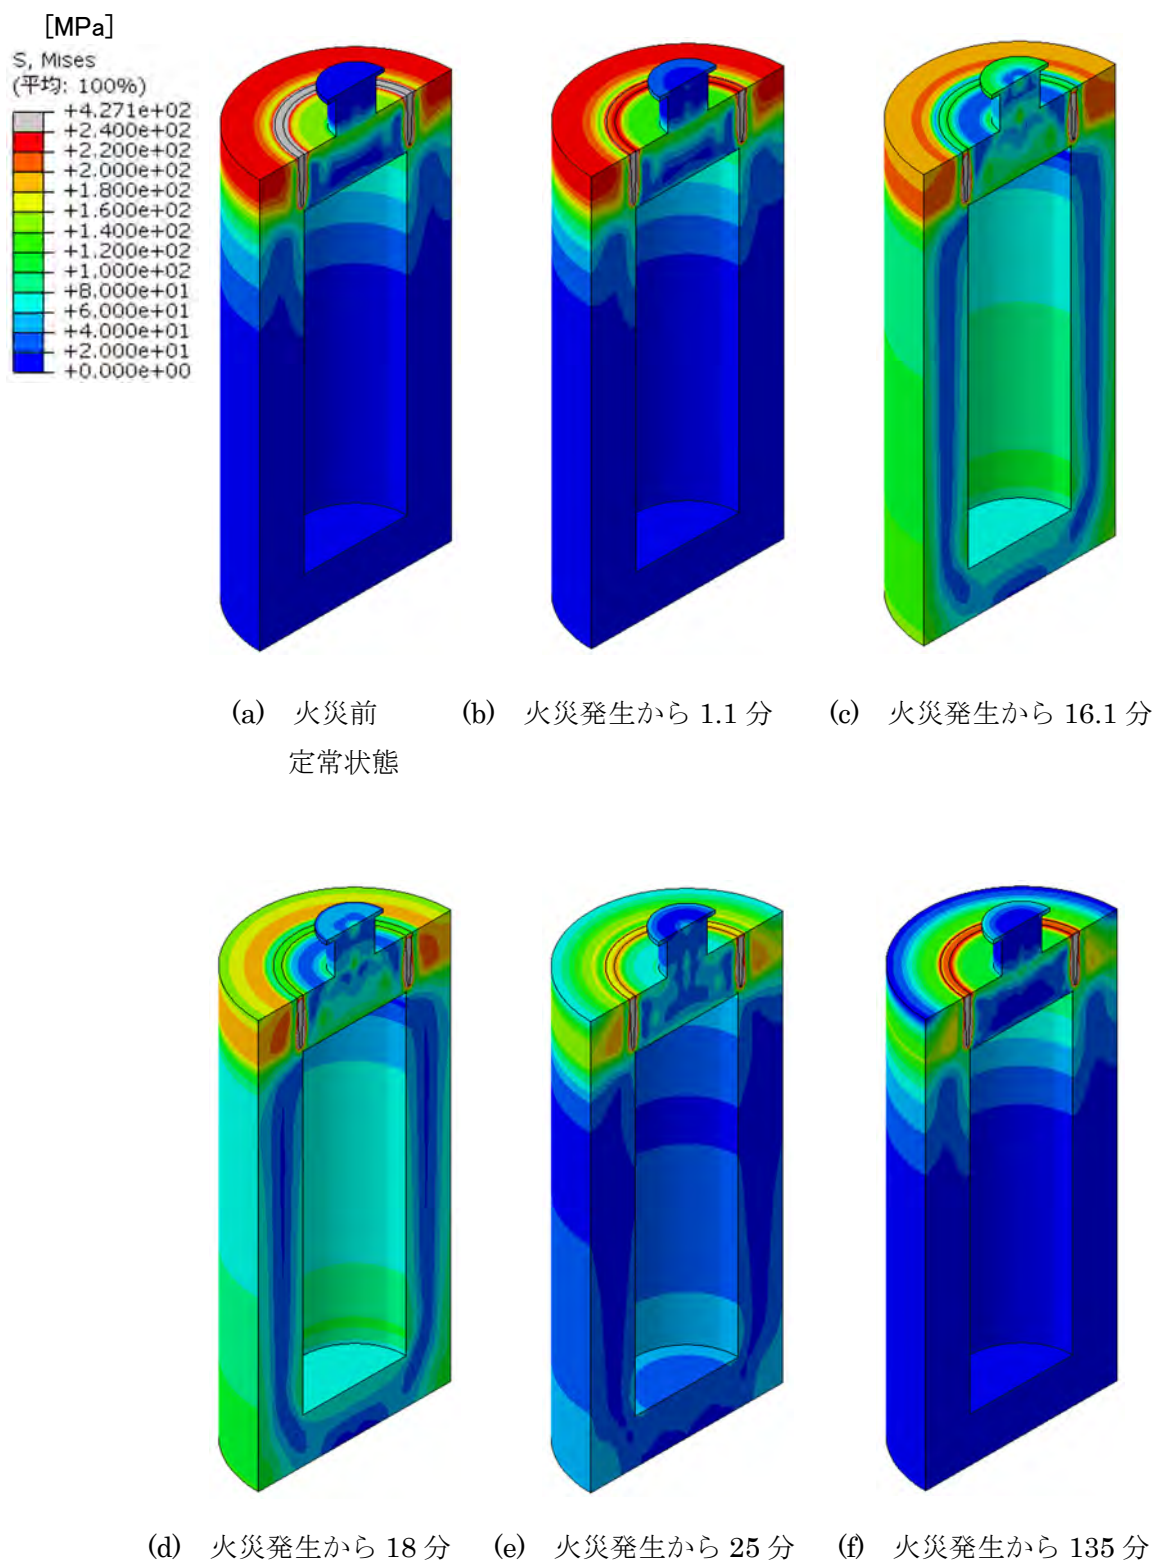 [MPa]
S, Mises
(平均: 100%)
+4.271e+02
+2.400e+02
+2.200e+02
+2.000e+02
+1.800e+02
+1.600e+02
+1.400e+02
+1.200e+02
+1.000e+02
+8.000e+01
+6.000e+01
+4.000e+01
+2.000e+01
+0.000e+00
(a) 火災前 (b) 火災発生から 1.1 分 (c) 火災発生から 16.1 分
定常状態
(d) 火災発生から 18 分 (e) 火災発生から 25 分 (f) 火災発生から 135 分